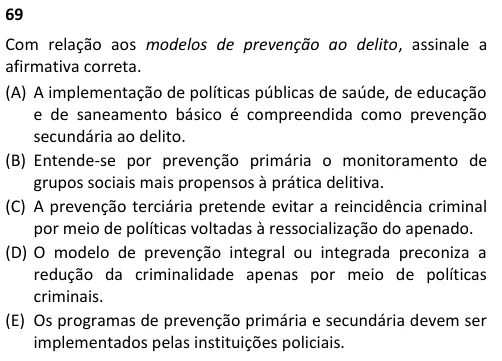 69
Com relação aos modelos de prevenção ao delito, assinale a
afirmativa correta.
(A) A implementação de políticas públicas de saúde, de educação
e de saneamento básico é compreendida como prevenção
secundária ao delito.
(B) Entende-se por prevenção primária o monitoramento de
grupos sociais mais propensos à prática delitiva.
(C) A prevenção terciária pretende evitar a reincidência criminal
por meio de políticas voltadas à ressocialização do apenado.
(D) O modelo de prevenção integral ou integrada preconiza a
redução da criminalidade apenas por meio de políticas
criminais.
(E) Os programas de prevenção primária e secundária devem ser
implementados pelas instituições policiais.